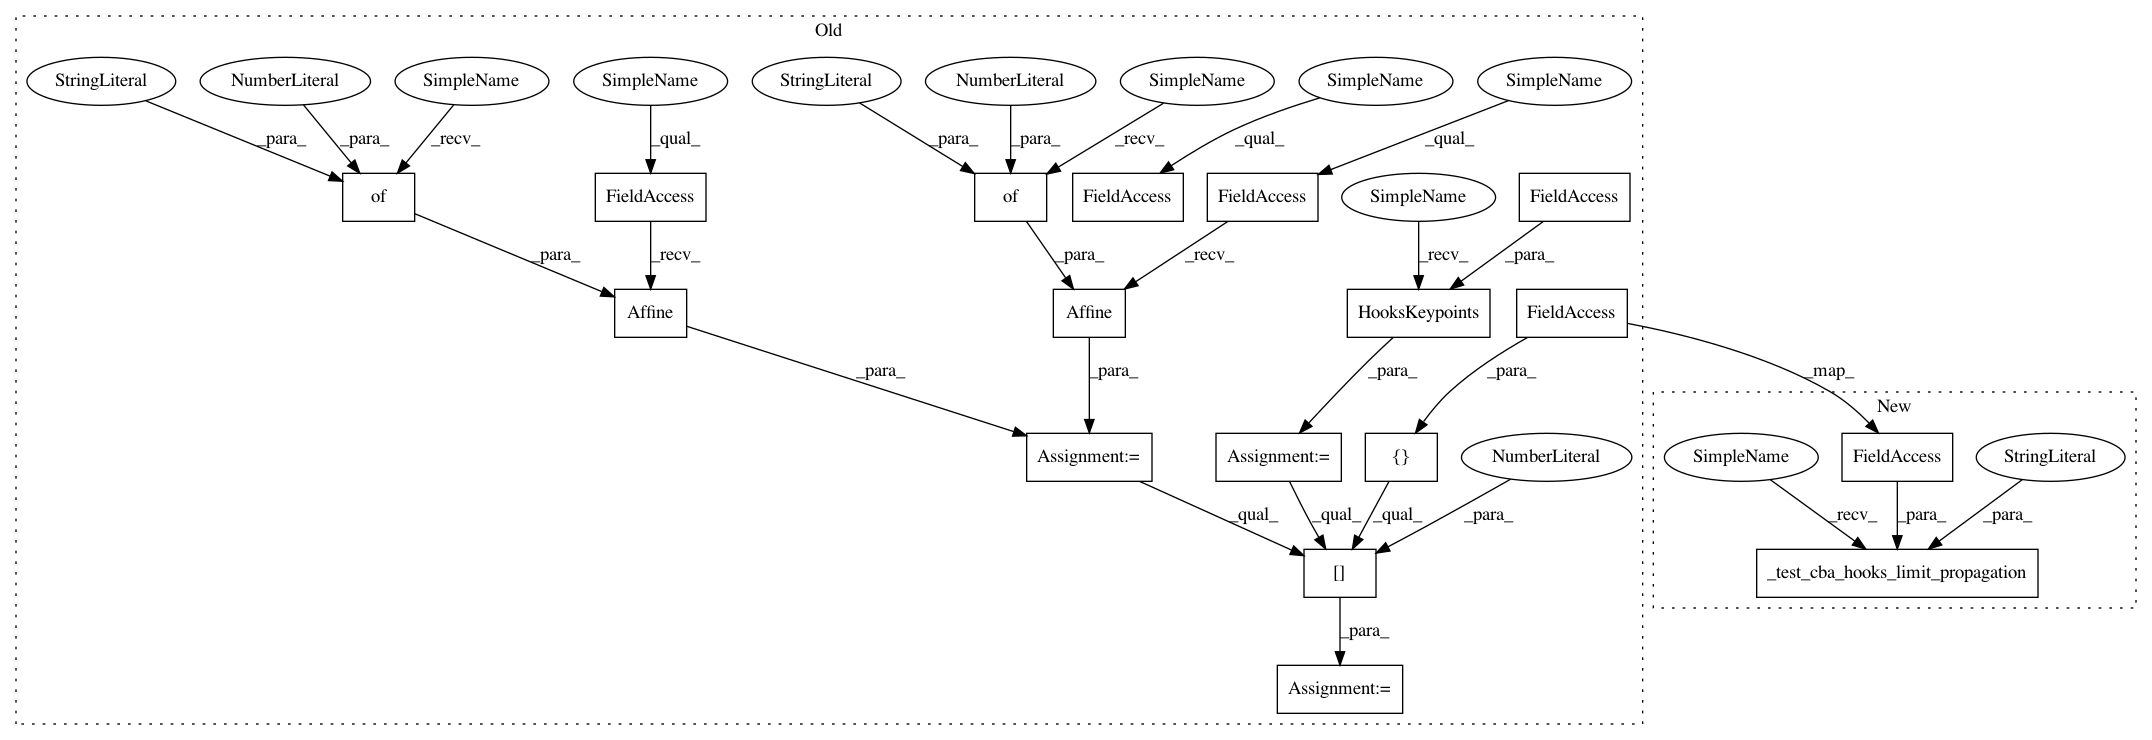 Old
StringLiteral NumberLiteral SimpleName SimpleName StringLiteral NumberLiteral SimpleName SimpleName SimpleName
_para_ _para_ _recv_ _qual_ _para_ _para_ _recv_ _qual_ _qual_
of FieldAccess of FieldAccess FieldAccess SimpleName FieldAccess
_para_ _recv_ _para_ _recv_ _recv_ _para_
Affine Affine HooksKeypoints FieldAccess
_para_ _para_ _para_ _para_ _map_
New
Assignment:= Assignment:= {} NumberLiteral SimpleName FieldAccess StringLiteral
_qual_ _qual_ _qual_ _para_ _recv_ _para_ _para_
[] _test_cba_hooks_limit_propagation
_para_
Assignment:=